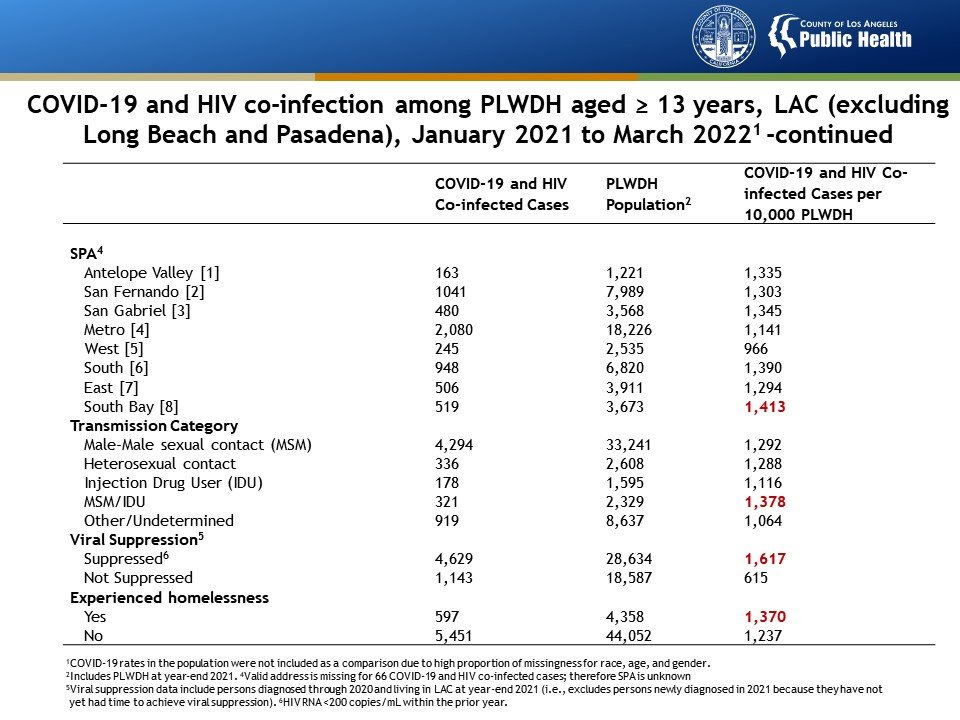 COUNTY OF LOS ANGELES
Public Health
COVID-19 and HIV co-infection among PLWDH aged ≥ 13 years, LAC (excluding
Long Beach and Pasadena), January 2021 to March 2022¹ -continued
COVID-19 and HIV Co-infected Cases PLWDH Population² COVID-19 and HIV Co-infected Cases per 10,000 PLWDH
SPA⁴
Antelope Valley [1] 163 1,221 1,335
San Fernando [2] 1041 7,989 1,303
San Gabriel [3] 480 3,568 1,345
Metro [4] 2,080 18,226 1,141
West [5] 245 2,535 966
South [6] 948 6,820 1,390
East [7] 506 3,911 1,294
South Bay [8] 519 3,673 1,413
Transmission Category
Male-Male sexual contact (MSM) 4,294 33,241 1,292
Heterosexual contact 336 2,608 1,288
Injection Drug User (IDU) 178 1,595 1,116
MSM/IDU 321 2,329 1,378
Other/Undetermined 919 8,637 1,064
Viral Suppression⁵
Suppressed⁶ 4,629 28,634 1,617
Not Suppressed 1,143 18,587 615
Experienced homelessness
Yes 597 4,358 1,370
No 5,451 44,052 1,237
¹COVID-19 rates in the population were not included as a comparison due to high proportion of missingness for race, age, and gender.
²Includes PLWDH at year-end 2021. ⁴Valid address is missing for 66 COVID-19 and HIV co-infected cases; therefore SPA is unknown
⁵Viral suppression data include persons diagnosed through 2020 and living in LAC at year-end 2021 (i.e., excludes persons newly diagnosed in 2021 because they have not
yet had time to achieve viral suppression). ⁶HIV RNA <200 copies/mL within the prior year.